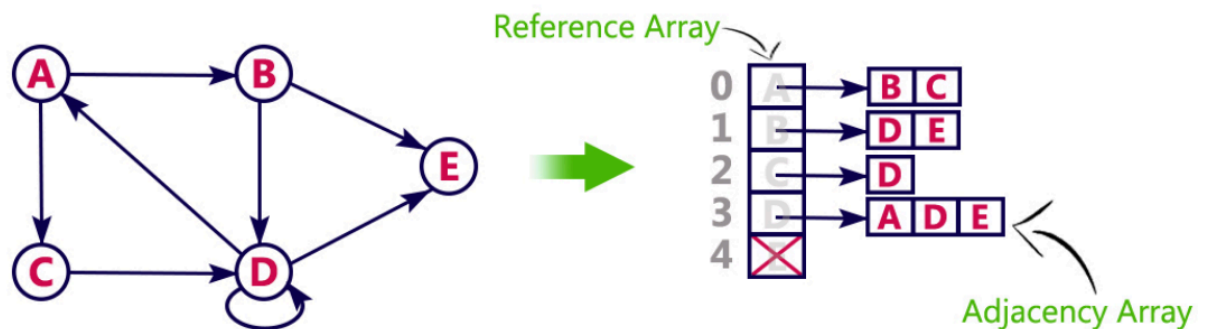 Reference Array
A
B
C
D
E
0 A B C
1 B D E
2 C D
3 D A D E
4 E
Adjacency Array